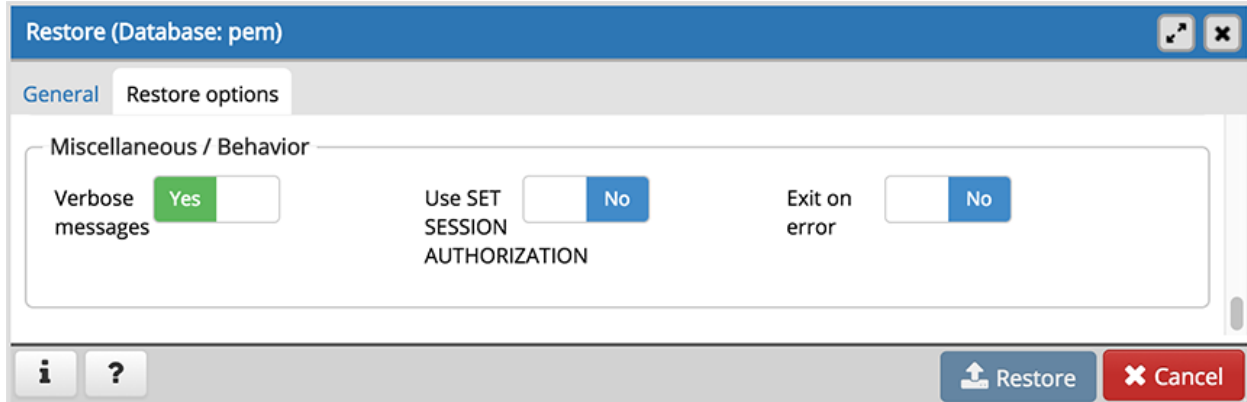 Restore (Database: pem)
General Restore options
Miscellaneous / Behavior
Verbose messages Yes
Use SET SESSION AUTHORIZATION No
Exit on error No
i ? Restore Cancel